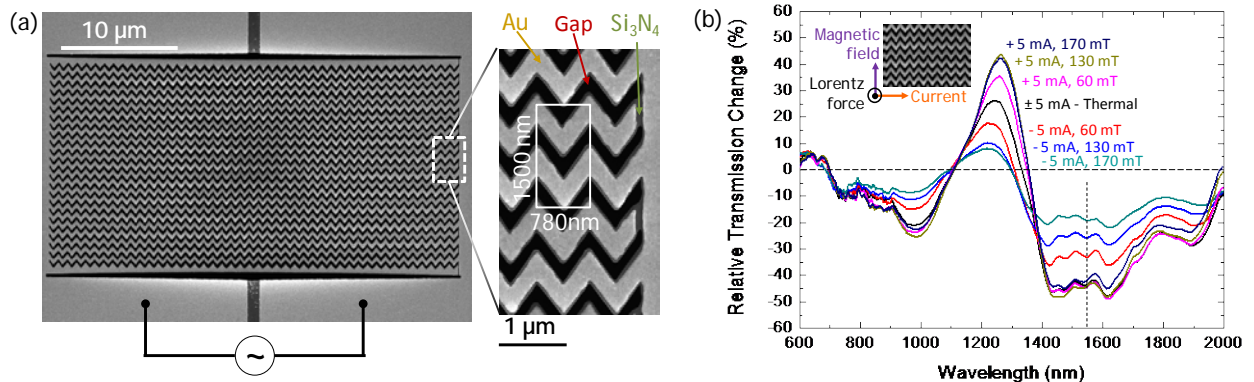 (a)
10 µm
Au
Gap
Si3N4
1500 nm
780nm
1 µm
~
(b)
Relative Transmission Change (%)
60
50
40
30
20
10
0
-10
-20
-30
-40
-50
-60
Magnetic
field
Lorentz
force
Current
+ 5 mA, 170 mT
+ 5 mA, 130 mT
+ 5 mA, 60 mT
± 5 mA - Thermal
- 5 mA, 60 mT
- 5 mA, 130 mT
- 5 mA, 170 mT
600 800 1000 1200 1400 1600 1800 2000
Wavelength (nm)